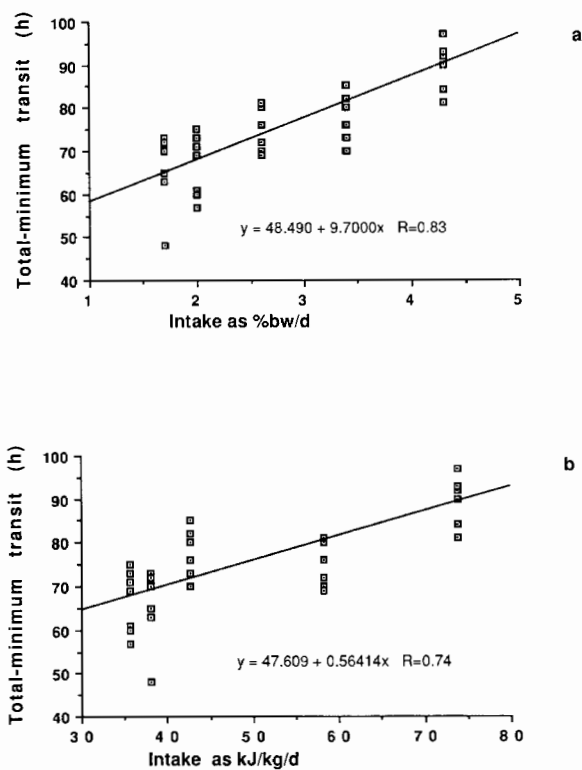 a
100
90
80
70
60
50
40
Total-minimum transit (h)
1 2 3 4 5
y = 48.490 + 9.7000x R=0.83
Intake as %bw/d
b
100
90
80
70
60
50
40
Total-minimum transit (h)
30 40 50 60 70 80
y = 47.609 + 0.56414x R=0.74
Intake as kJ/kg/d